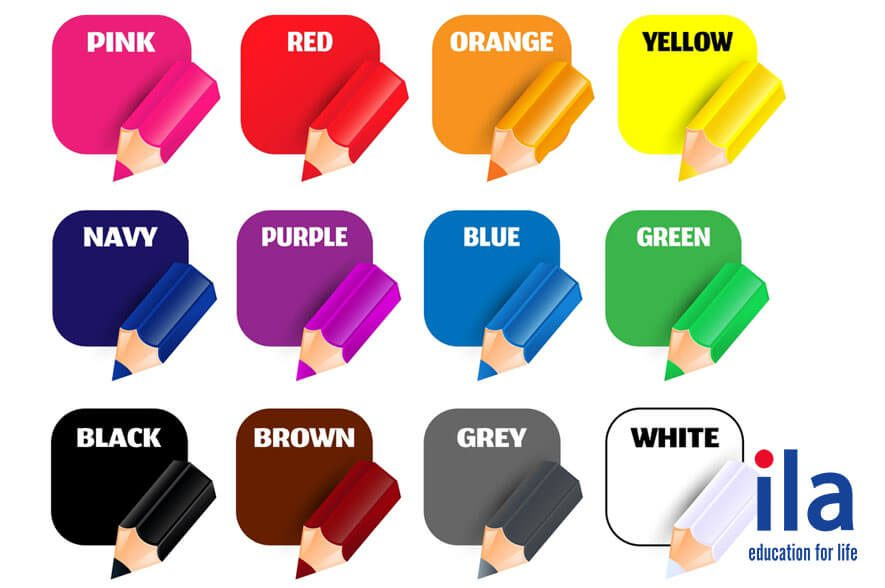 PINK
RED
ORANGE
YELLOW
NAVY
PURPLE
BLUE
GREEN
BLACK
BROWN
GREY
WHITE
ila
education for life